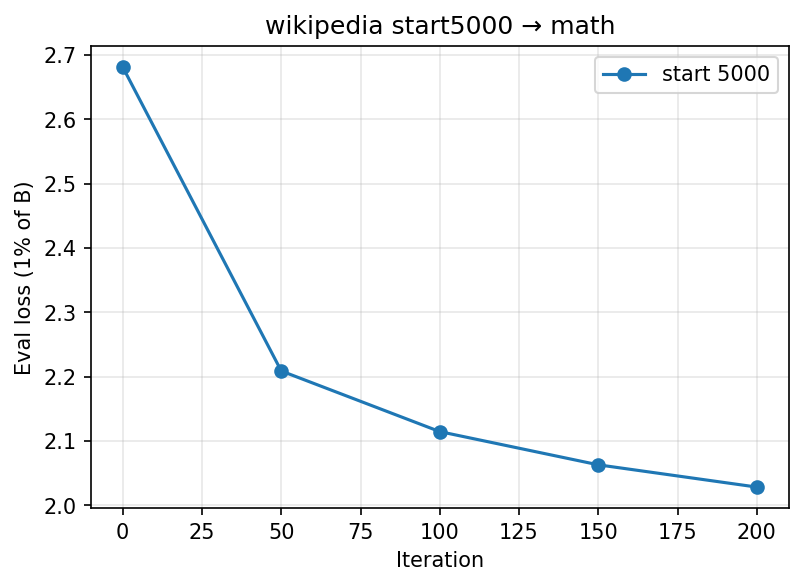 wikipedia start5000 → math
start 5000
Eval loss (1% of B)
2.7
2.6
2.5
2.4
2.3
2.2
2.1
2.0
0 25 50 75 100 125 150 175 200
Iteration